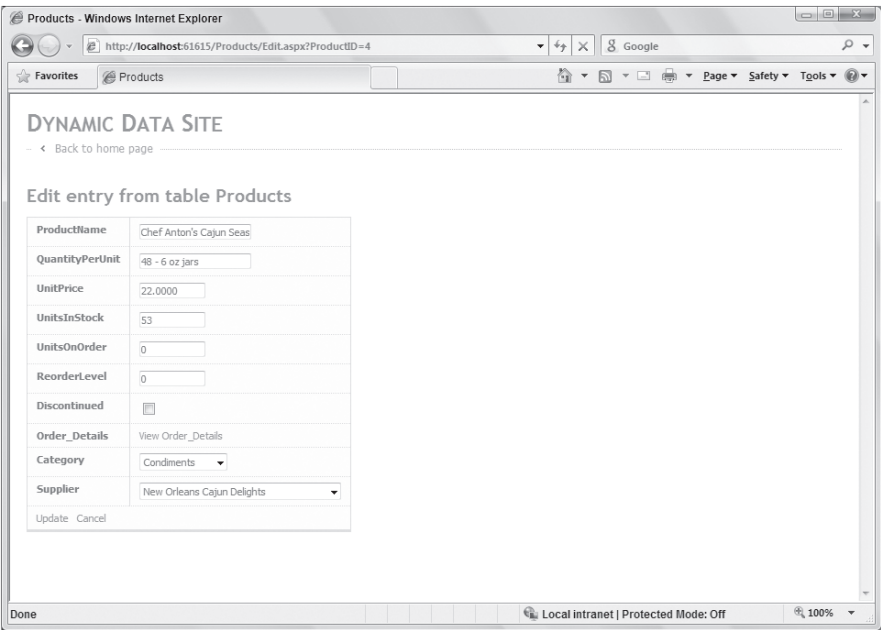 Products - Windows Internet Explorer
http://localhost:61615/Products/Edit.aspx?ProductID=4
Google
Favorites Products Page Safety Tools
DYNAMIC DATA SITE
Back to home page
Edit entry from table Products
ProductName Chef Anton's Cajun Seas
QuantityPerUnit 48 - 6 oz jars
UnitPrice 22.0000
UnitsInStock 53
UnitsOnOrder 0
ReorderLevel 0
Discontinued
Order_Details View Order_Details
Category Condiments
Supplier New Orleans Cajun Delights
Update Cancel
Done Local intranet | Protected Mode: Off 100%